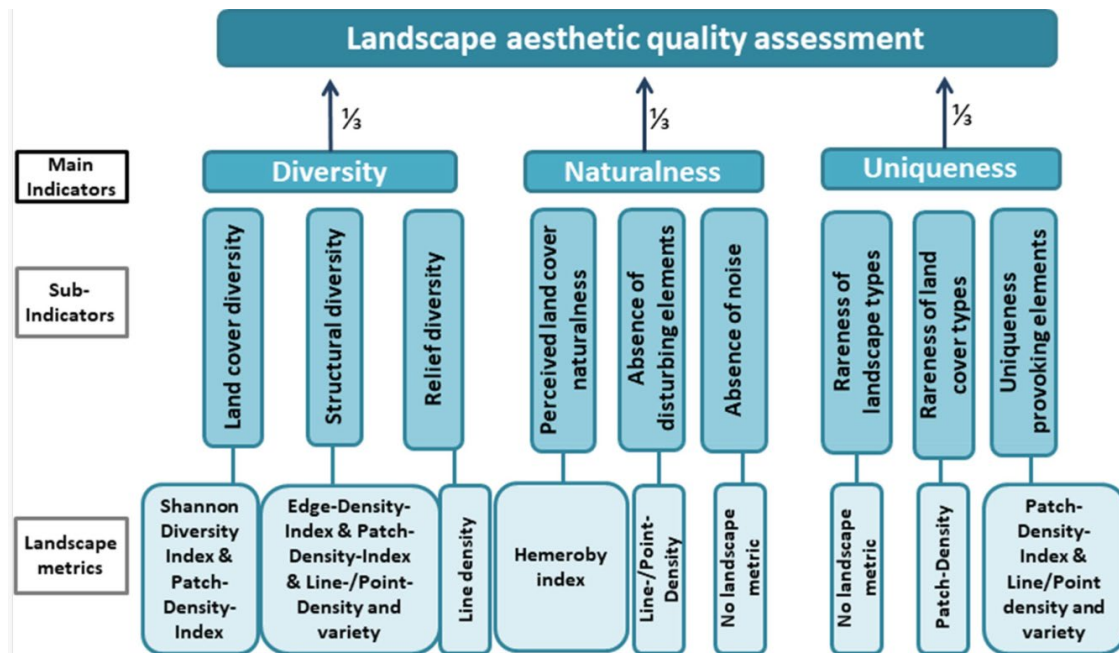 Landscape aesthetic quality assessment
⅓
⅓
⅓
Main
Indicators
Diversity
Naturalness
Uniqueness
Sub-
Indicators
Land cover diversity
Structural diversity
Relief diversity
Perceived land cover
naturalness
Absence of
disturbing elements
Absence of noise
Rareness of
landscape types
Rareness of land
cover types
Uniqueness
provoking elements
Landscape
metrics
Shannon
Diversity
Index &
Patch-
Density-
Index
Edge-Density-
Index & Patch-
Density-Index
& Line-/Point-
Density and
variety
Line density
Hemeroby
index
Line-/Point-
Density
No landscape
metric
No landscape
metric
Patch-Density
Patch-
Density-
Index &
Line/Point
density and
variety